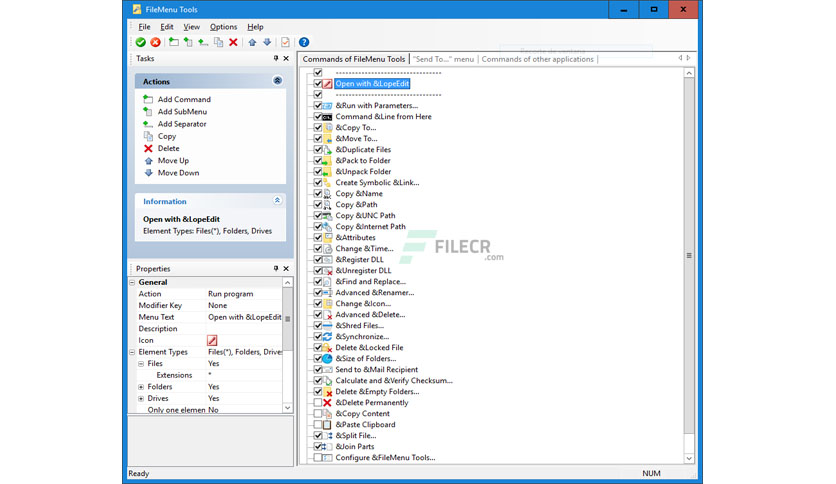 FileMenu Tools
File Edit View Options Help
Tasks
Actions
Add Command
Add SubMenu
Add Separator
Copy
Delete
Move Up
Move Down
Information
Open with &LopeEdit
Element Types: Files(*), Folders, Drives
Properties
General
Action Run program
Modifier Key None
Menu Text Open with &LopeEdit
Description
Icon
Element Types Files(*), Folders, Drive
Files Yes
Extensions *
Folders Yes
Drives Yes
Only one elemen No
Commands of FileMenu Tools "Send To..." menu Commands of other applications
--------------------------------
Open with &LopeEdit
--------------------------------
&Run with Parameters...
Command &Line from Here
&Copy To...
&Move To...
&Duplicate Files
&Pack to Folder
&Unpack Folder
Create Symbolic &Link...
Copy &Name
Copy &Path
Copy &UNC Path
Copy &Internet Path
&Attributes
Change &Time...
&Register DLL
&Unregister DLL
&Find and Replace...
Advanced &Renamer...
Change &Icon...
Advanced &Delete...
&Shred Files...
&Synchronize...
Delete &Locked File
&Size of Folders...
Send to &Mail Recipient
Calculate and &Verify Checksum...
Delete &Empty Folders...
&Delete Permanently
&Copy Content
&Paste Clipboard
&Split File...
&Join Parts
Configure &FileMenu Tools...
FILECR
.com
Ready
NUM